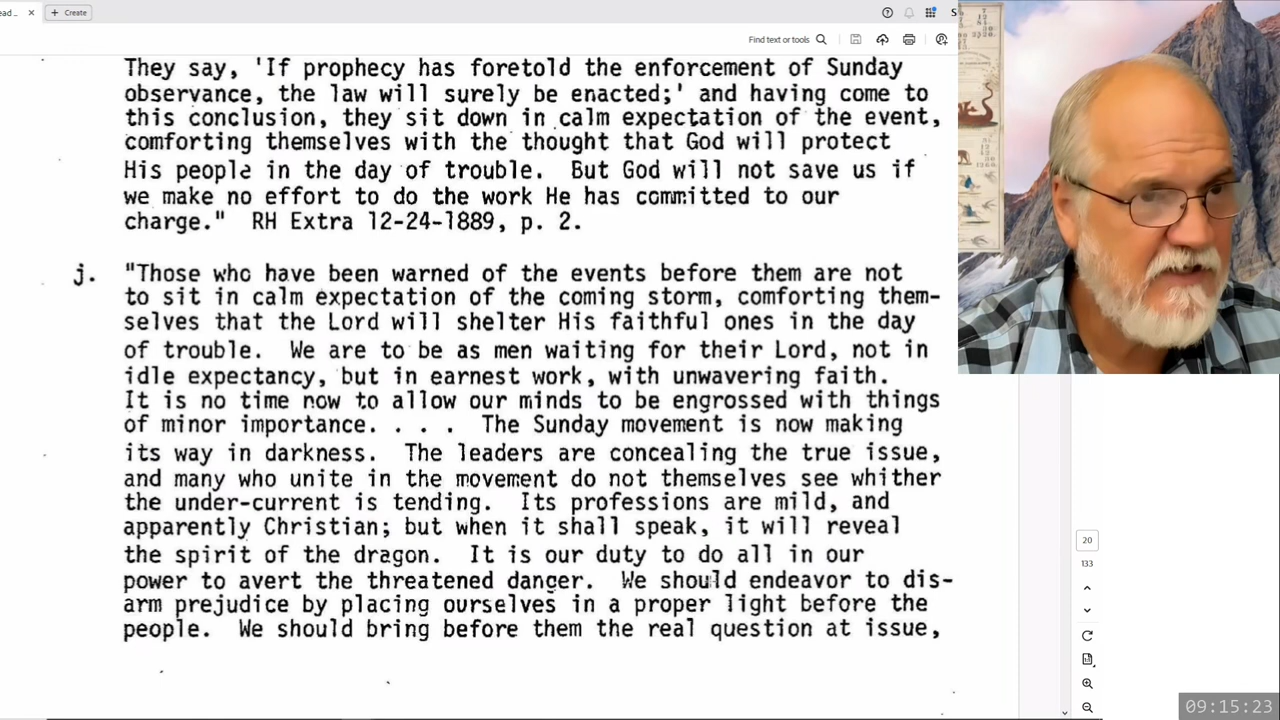 ead...
Create
S
Find text or tools
They say, 'If prophecy has foretold the enforcement of Sunday
observance, the law will surely be enacted;' and having come to
this conclusion, they sit down in calm expectation of the event,
comforting themselves with the thought that God will protect
His people in the day of trouble. But God will not save us if
we make no effort to do the work He has committed to our
charge." RH Extra 12-24-1889, p. 2.
j. "Those who have been warned of the events before them are not
to sit in calm expectation of the coming storm, comforting them-
selves that the Lord will shelter His faithful ones in the day
of trouble. We are to be as men waiting for their Lord, not in
idle expectancy, but in earnest work, with unwavering faith.
It is no time now to allow our minds to be engrossed with things
of minor importance. . . . The Sunday movement is now making
its way in darkness. The leaders are concealing the true issue,
and many who unite in the movement do not themselves see whither
the under-current is tending. Its professions are mild, and
apparently Christian; but when it shall speak, it will reveal
the spirit of the dragon. It is our duty to do all in our
power to avert the threatened danger. We should endeavor to dis-
arm prejudice by placing ourselves in a proper light before the
people. We should bring before them the real question at issue,
20
133
09:15:23